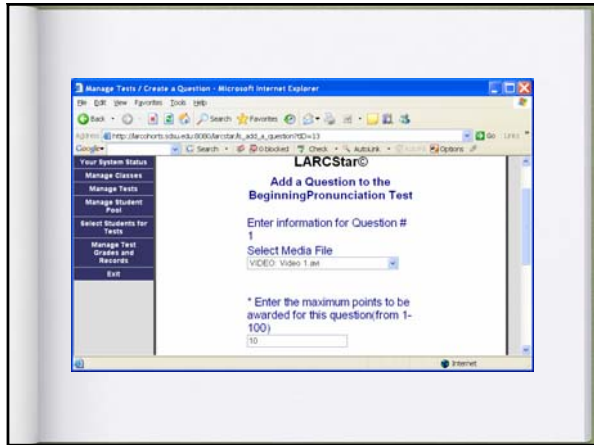 Manage Tests / Create a Question - Microsoft Internet Explorer
File Edit View Favorites Tools Help
Back Search Favorites
Address
Google Search 0 blocked Check AutoLink Options
Go Links
Your System Status
Manage Classes
Manage Tests
Manage Student
Pool
Select Students for
Tests
Manage Test
Grades and
Records
Exit
LARCStar©
Add a Question to the
BeginningPronunciation Test
Enter information for Question #
1
Select Media File
VIDEO: Video 1.avi
* Enter the maximum points to be
awarded for this question(from 1-
100)
10
Internet